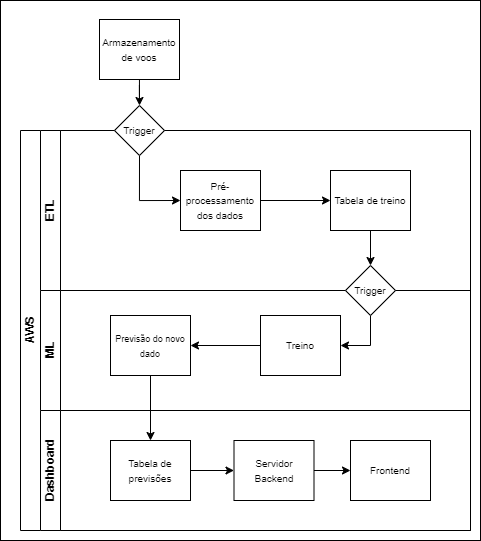 Armazenamento
de voos
Trigger
AWS
ETL
Pré-
processamento
dos dados
Tabela de treino
Trigger
ML
Previsão do novo
dado
Treino
Dashboard
Tabela de
previsões
Servidor
Backend
Frontend